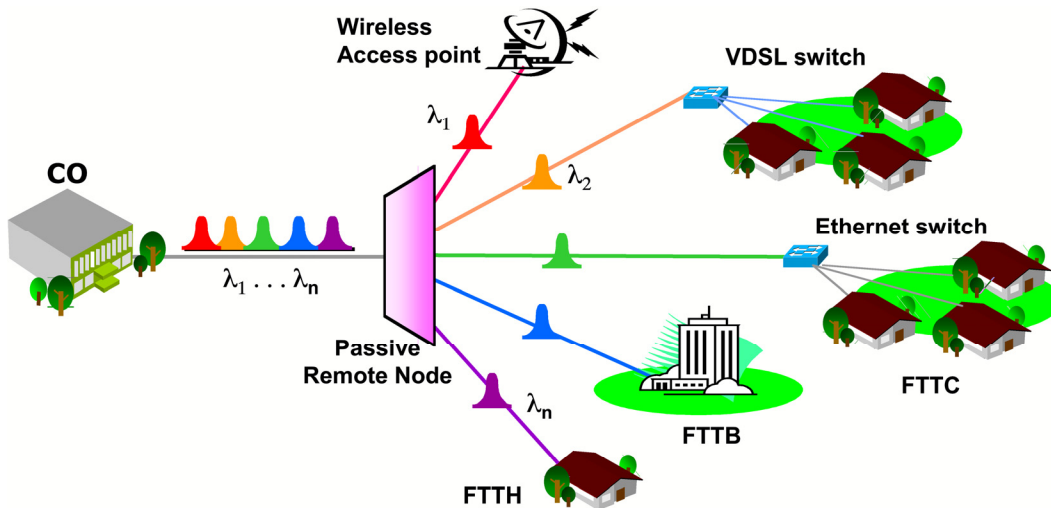 Wireless
Access point
VDSL switch
λ1
λ2
CO
Ethernet switch
λ1 . . . λn
Passive
Remote Node
λn
FTTC
FTTB
FTTH